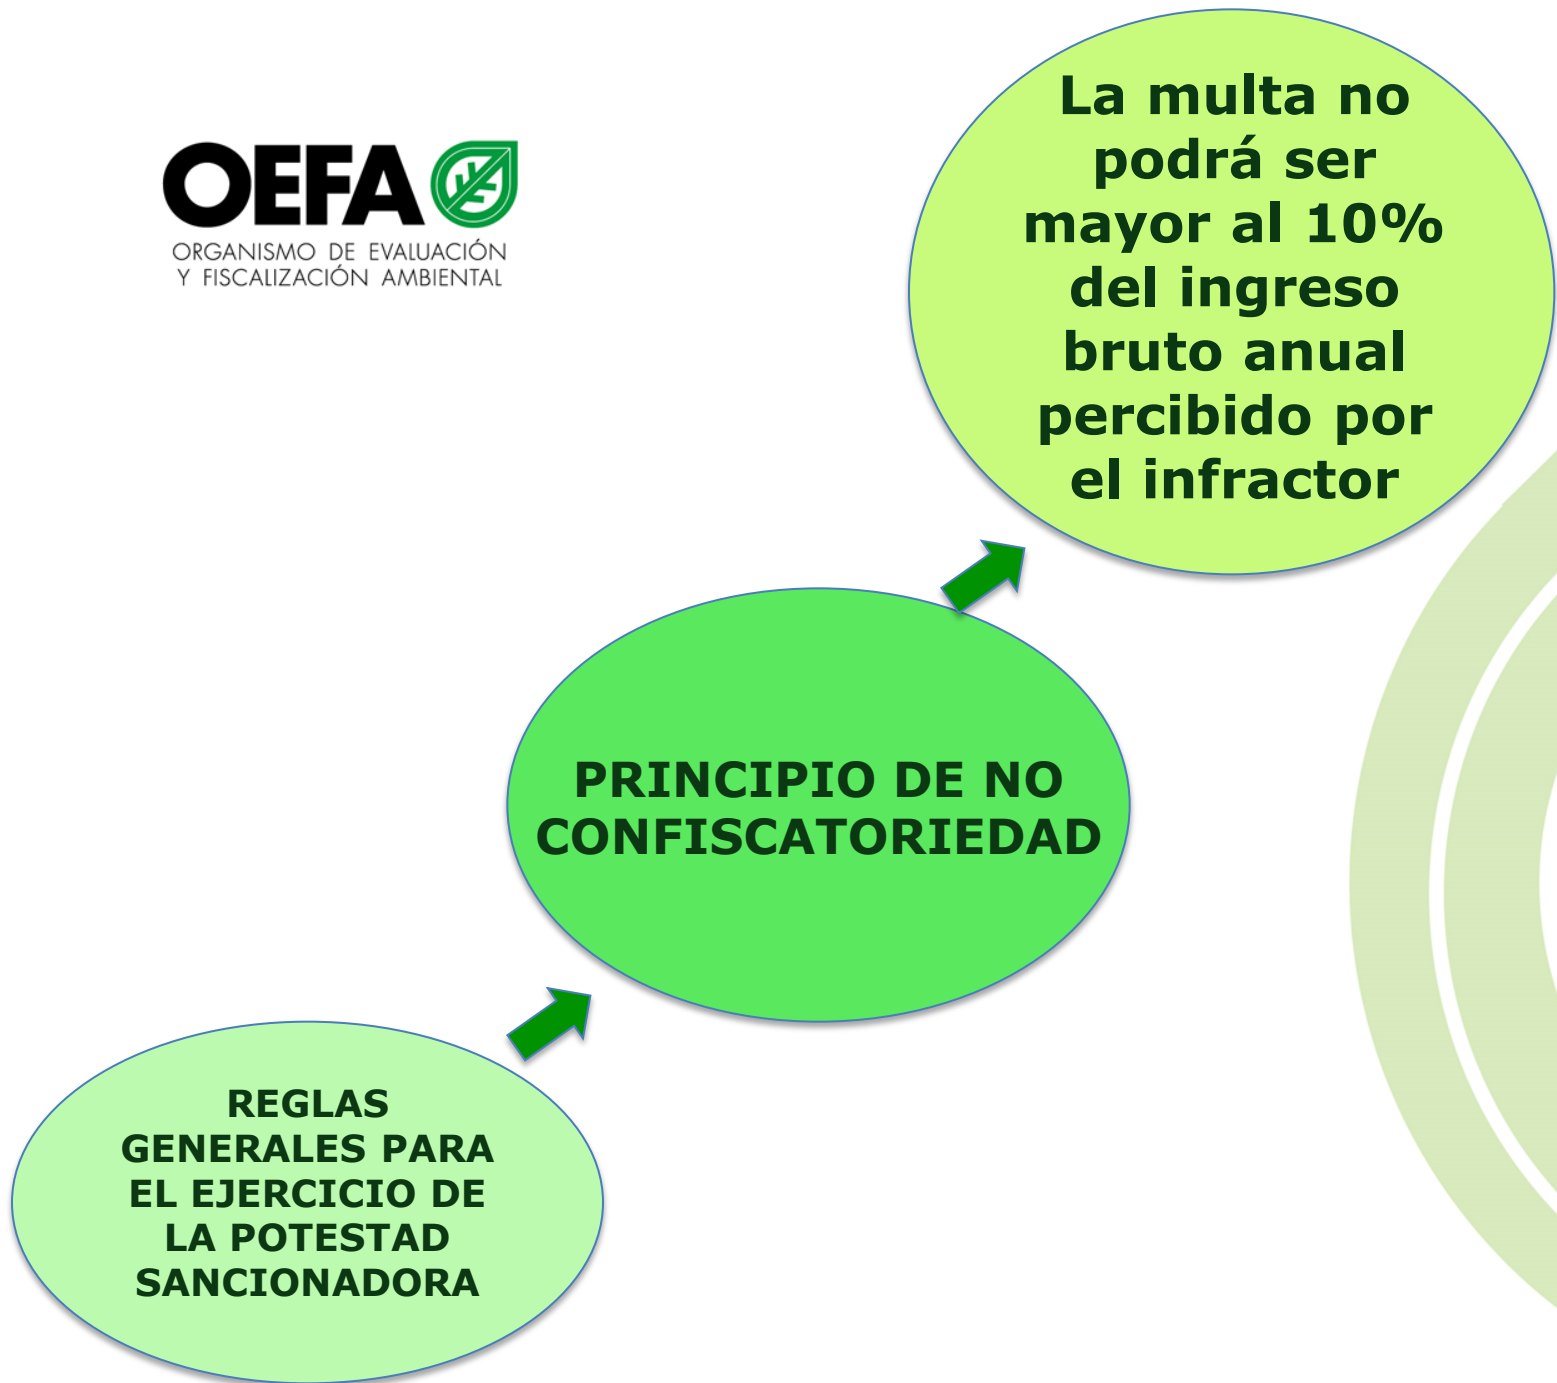 OEFA
ORGANISMO DE EVALUACIÓN
Y FISCALIZACIÓN AMBIENTAL
La multa no
podrá ser
mayor al 10%
del ingreso
bruto anual
percibido por
el infractor
PRINCIPIO DE NO
CONFISCATORIEDAD
REGLAS
GENERALES PARA
EL EJERCICIO DE
LA POTESTAD
SANCIONADORA